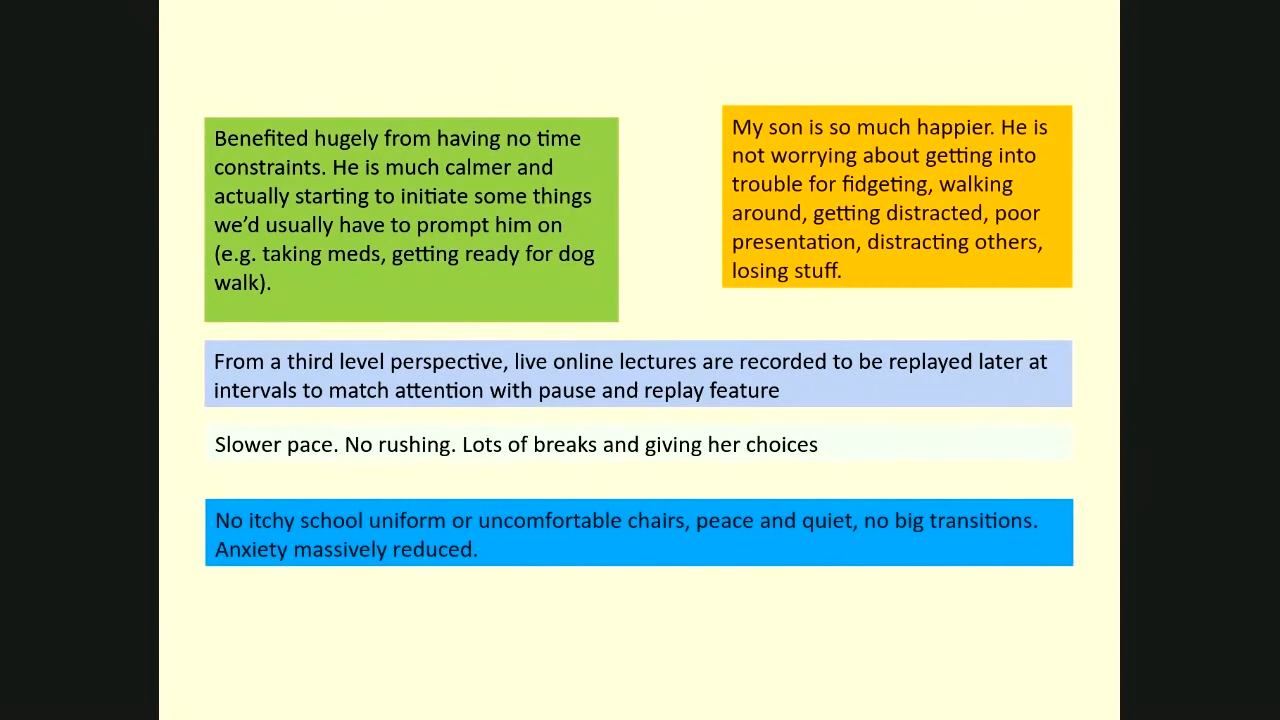 Benefited hugely from having no time
constraints. He is much calmer and
actually starting to initiate some things
we’d usually have to prompt him on
(e.g. taking meds, getting ready for dog
walk).
My son is so much happier. He is
not worrying about getting into
trouble for fidgeting, walking
around, getting distracted, poor
presentation, distracting others,
losing stuff.
From a third level perspective, live online lectures are recorded to be replayed later at
intervals to match attention with pause and replay feature
Slower pace. No rushing. Lots of breaks and giving her choices
No itchy school uniform or uncomfortable chairs, peace and quiet, no big transitions.
Anxiety massively reduced.